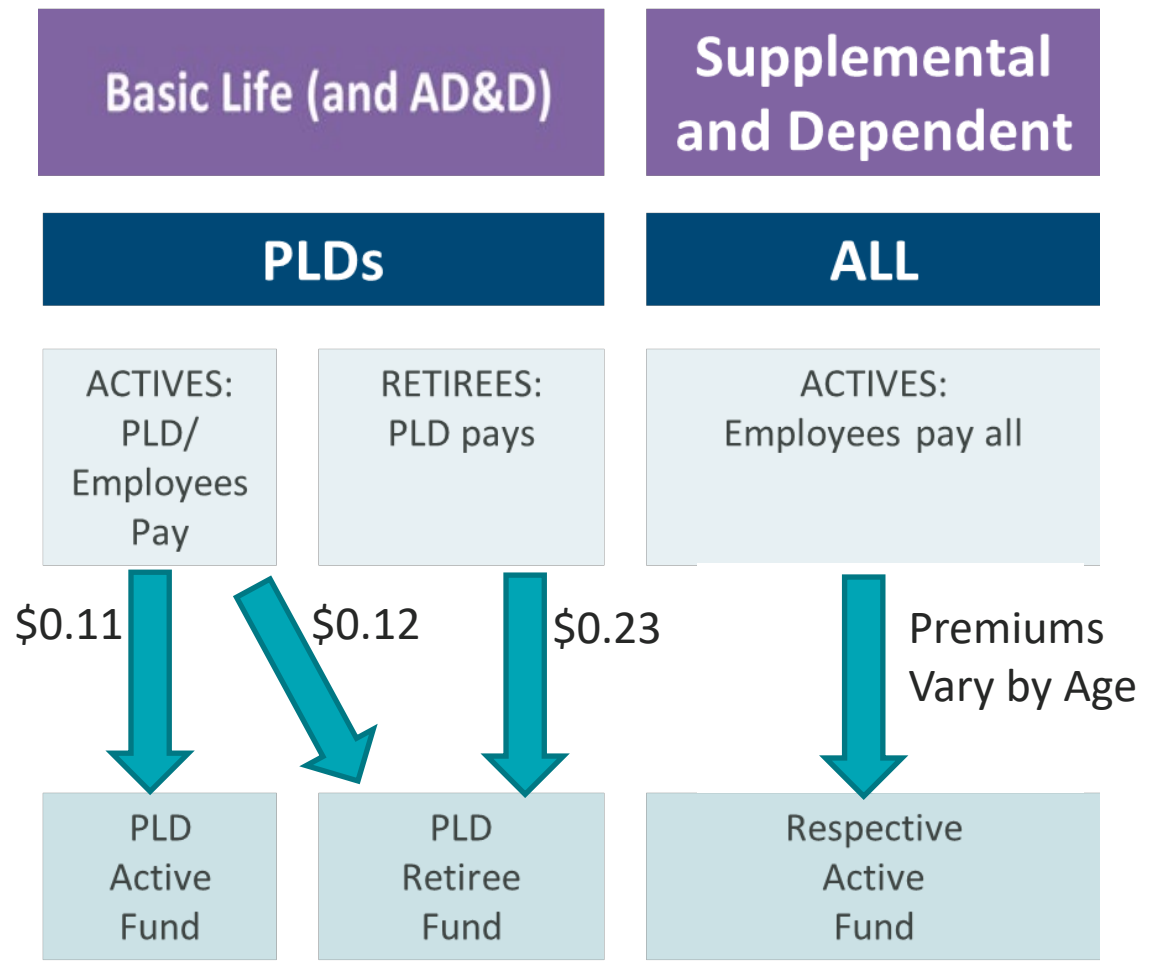 Basic Life (and AD&D)
Supplemental
and Dependent
PLDs
ALL
ACTIVES:
PLD/
Employees
Pay
RETIREES:
PLD pays
ACTIVES:
Employees pay all
$0.11
$0.12
$0.23
Premiums
Vary by Age
PLD
Active
Fund
PLD
Retiree
Fund
Respective
Active
Fund